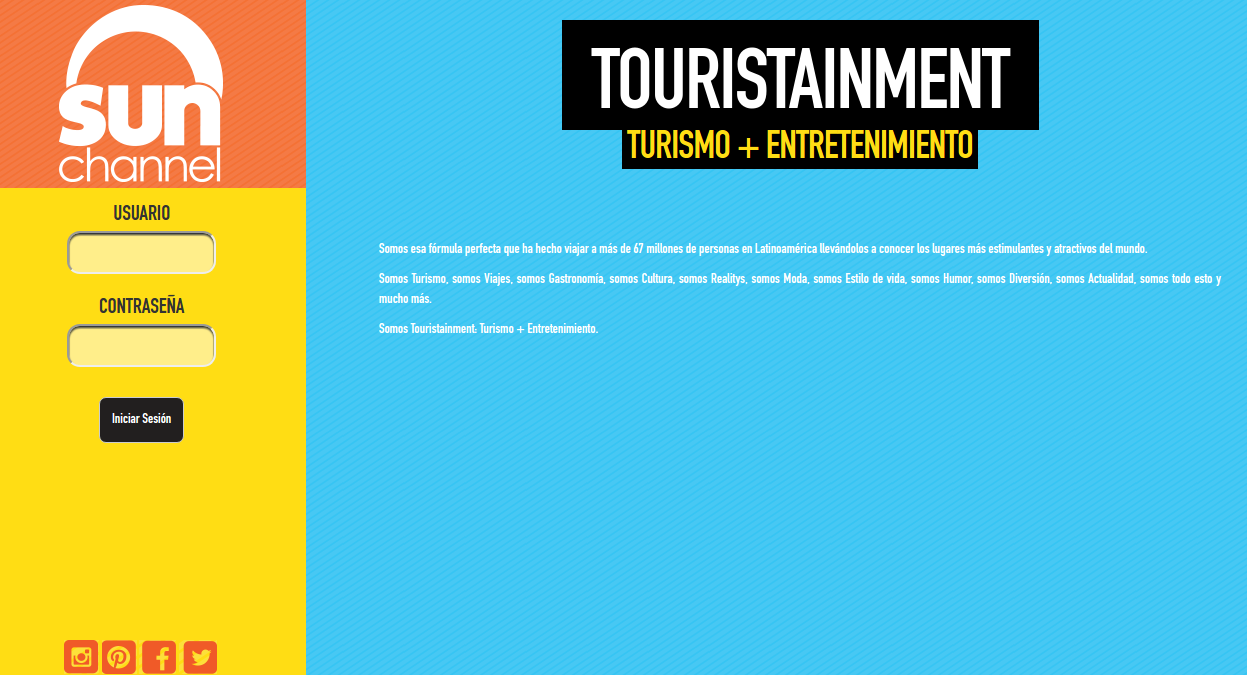 sun
channel
USUARIO
CONTRASEÑA
Iniciar Sesión
TOURISTAINMENT
TURISMO + ENTRETENIMIENTO
Somos esa fórmula perfecta que ha hecho viajar a más de 67 millones de personas en Latinoamérica llevándolos a conocer los lugares más estimulantes y atractivos del mundo.
Somos Turismo, somos Viajes, somos Gastronomía, somos Cultura, somos Realitys, somos Moda, somos Estilo de vida, somos Humor, somos Diversión, somos Actualidad, somos todo esto y
mucho más.
Somos Touristainment: Turismo + Entretenimiento.